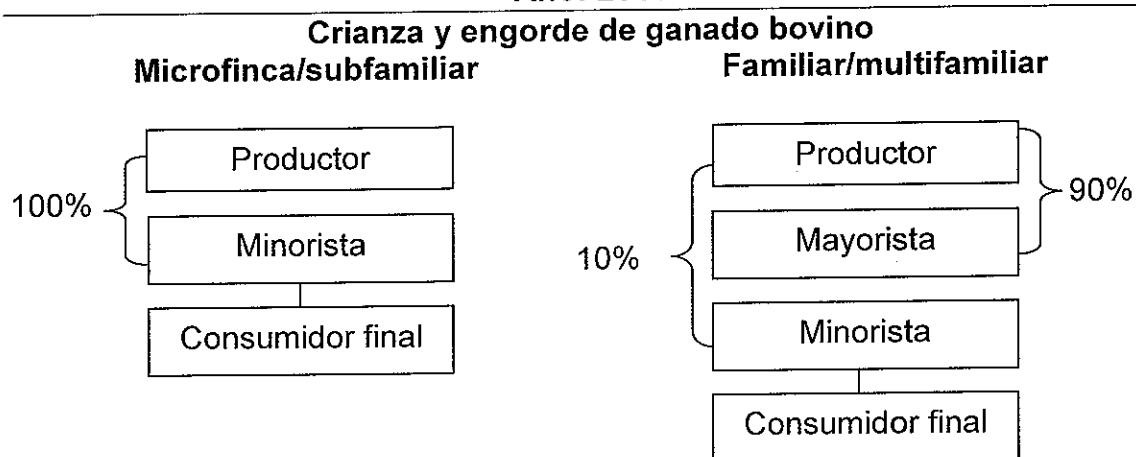 Crianza y engorde de ganado bovino
Microfinca/subfamiliar
Familiar/multifamiliar
Productor
100%
Minorista
Consumidor final
Productor
90%
Mayorista
10%
Minorista
Consumidor final